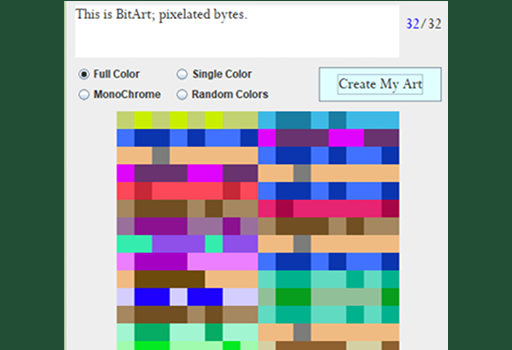 This is BitArt; pixelated bytes.
32/32
Full Color
Single Color
MonoChrome
Random Colors
Create My Art